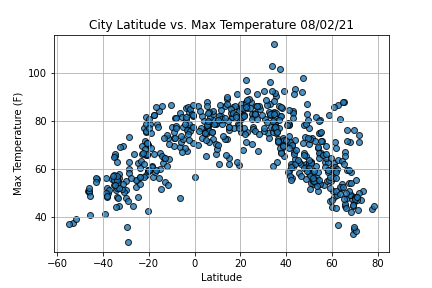 City Latitude vs. Max Temperature 08/02/21
Max Temperature (F)
100
80
60
40
−60 −40 −20 0 20 40 60 80
Latitude